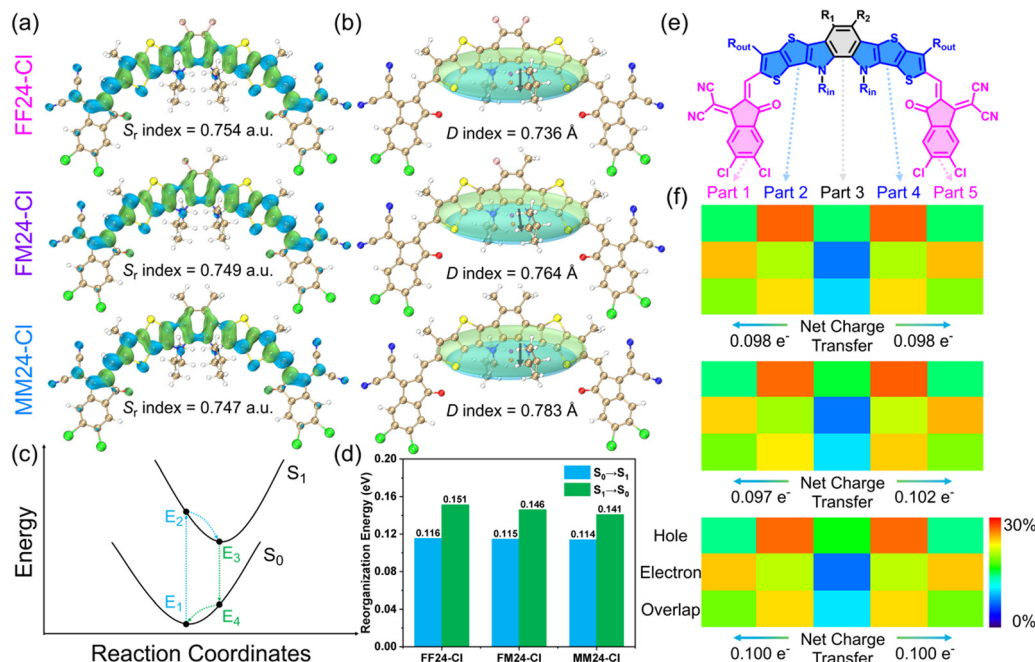 (a)
FF24-Cl
Sr index = 0.754 a.u.
FM24-Cl
Sr index = 0.749 a.u.
MM24-Cl
Sr index = 0.747 a.u.
(b)
D index = 0.736 Å
D index = 0.764 Å
D index = 0.783 Å
(c)
Energy
S1
S0
E2
E3
E1
E4
Reaction Coordinates
(d)
Reorganization Energy (eV)
0.20
0.16
0.12
0.08
0.04
0.00
S0→S1
S1→S0
0.116
0.151
0.115
0.146
0.114
0.141
FF24-Cl
FM24-Cl
MM24-Cl
(e)
R1 R2
Rout Rout
S S
S N N S
Rin Rin
NC CN
CN O O NC
Cl Cl Cl Cl
Part 1 Part 2 Part 3 Part 4 Part 5
(f)
Net Charge
Transfer
0.098 e-
0.098 e-
Net Charge
Transfer
0.097 e-
0.102 e-
Hole
Electron
Overlap
30%
0%
Net Charge
Transfer
0.100 e-
0.100 e-